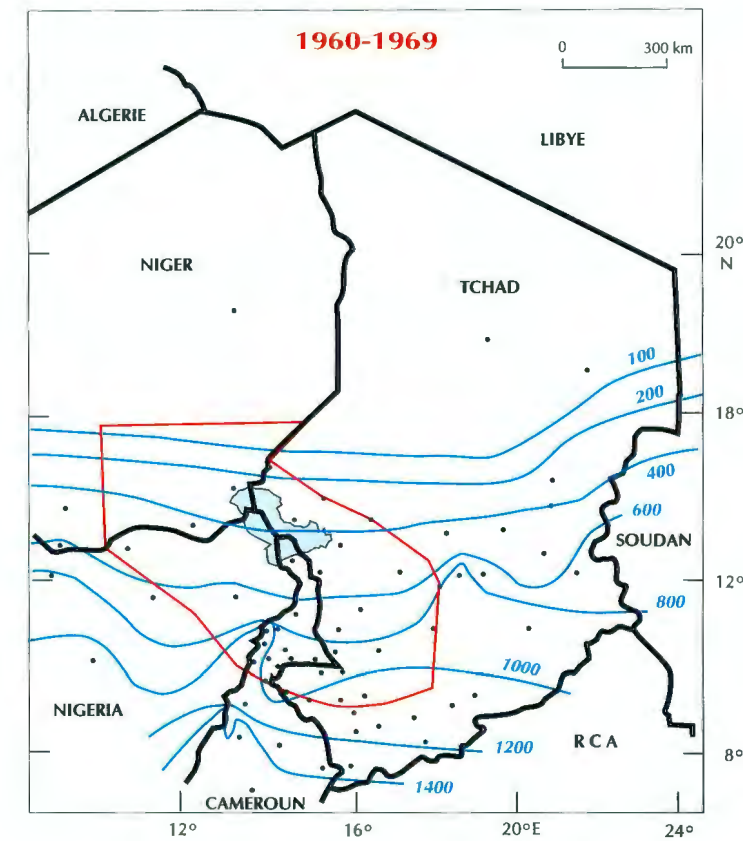 1960-1969
0 300 km
ALGERIE
LIBYE
20°
N
NIGER
TCHAD
100
200
18°
400
600
SOUDAN
12°
800
1000
NIGERIA
RCA
1200
8°
1400
CAMEROUN
12° 16° 20°E 24°